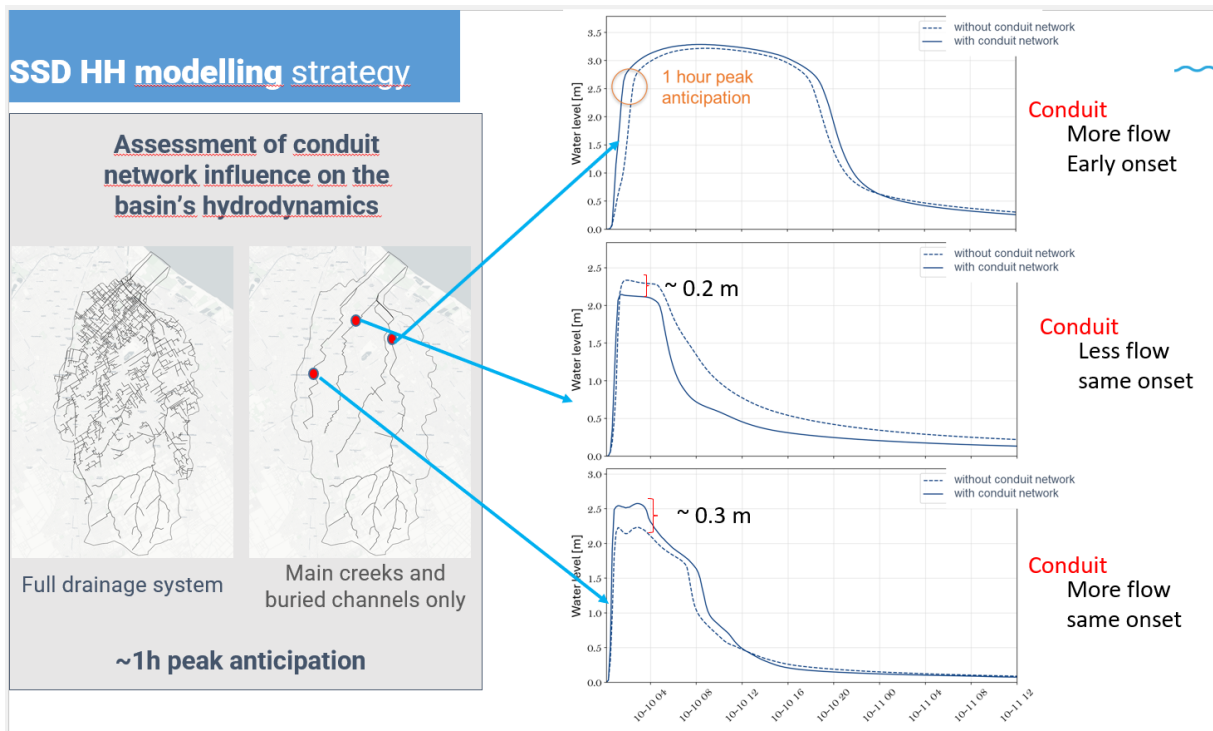 SSD HH modelling strategy
Assessment of conduit
network influence on the
basin's hydrodynamics
Full drainage system
Main creeks and
buried channels only
~1h peak anticipation
without conduit network
with conduit network
Water level [m]
3.5
3.0
2.5
2.0
1.5
1.0
0.5
0.0
1 hour peak
anticipation
Conduit
More flow
Early onset
without conduit network
with conduit network
Water level [m]
2.5
2.0
1.5
1.0
0.5
0.0
~ 0.2 m
Conduit
Less flow
same onset
without conduit network
with conduit network
Water level [m]
3.0
2.5
2.0
1.5
1.0
0.5
0.0
~ 0.3 m
Conduit
More flow
same onset
10-10 04
10-10 08
10-10 12
10-10 16
10-10 20
10-11 00
10-11 04
10-11 08
10-11 12